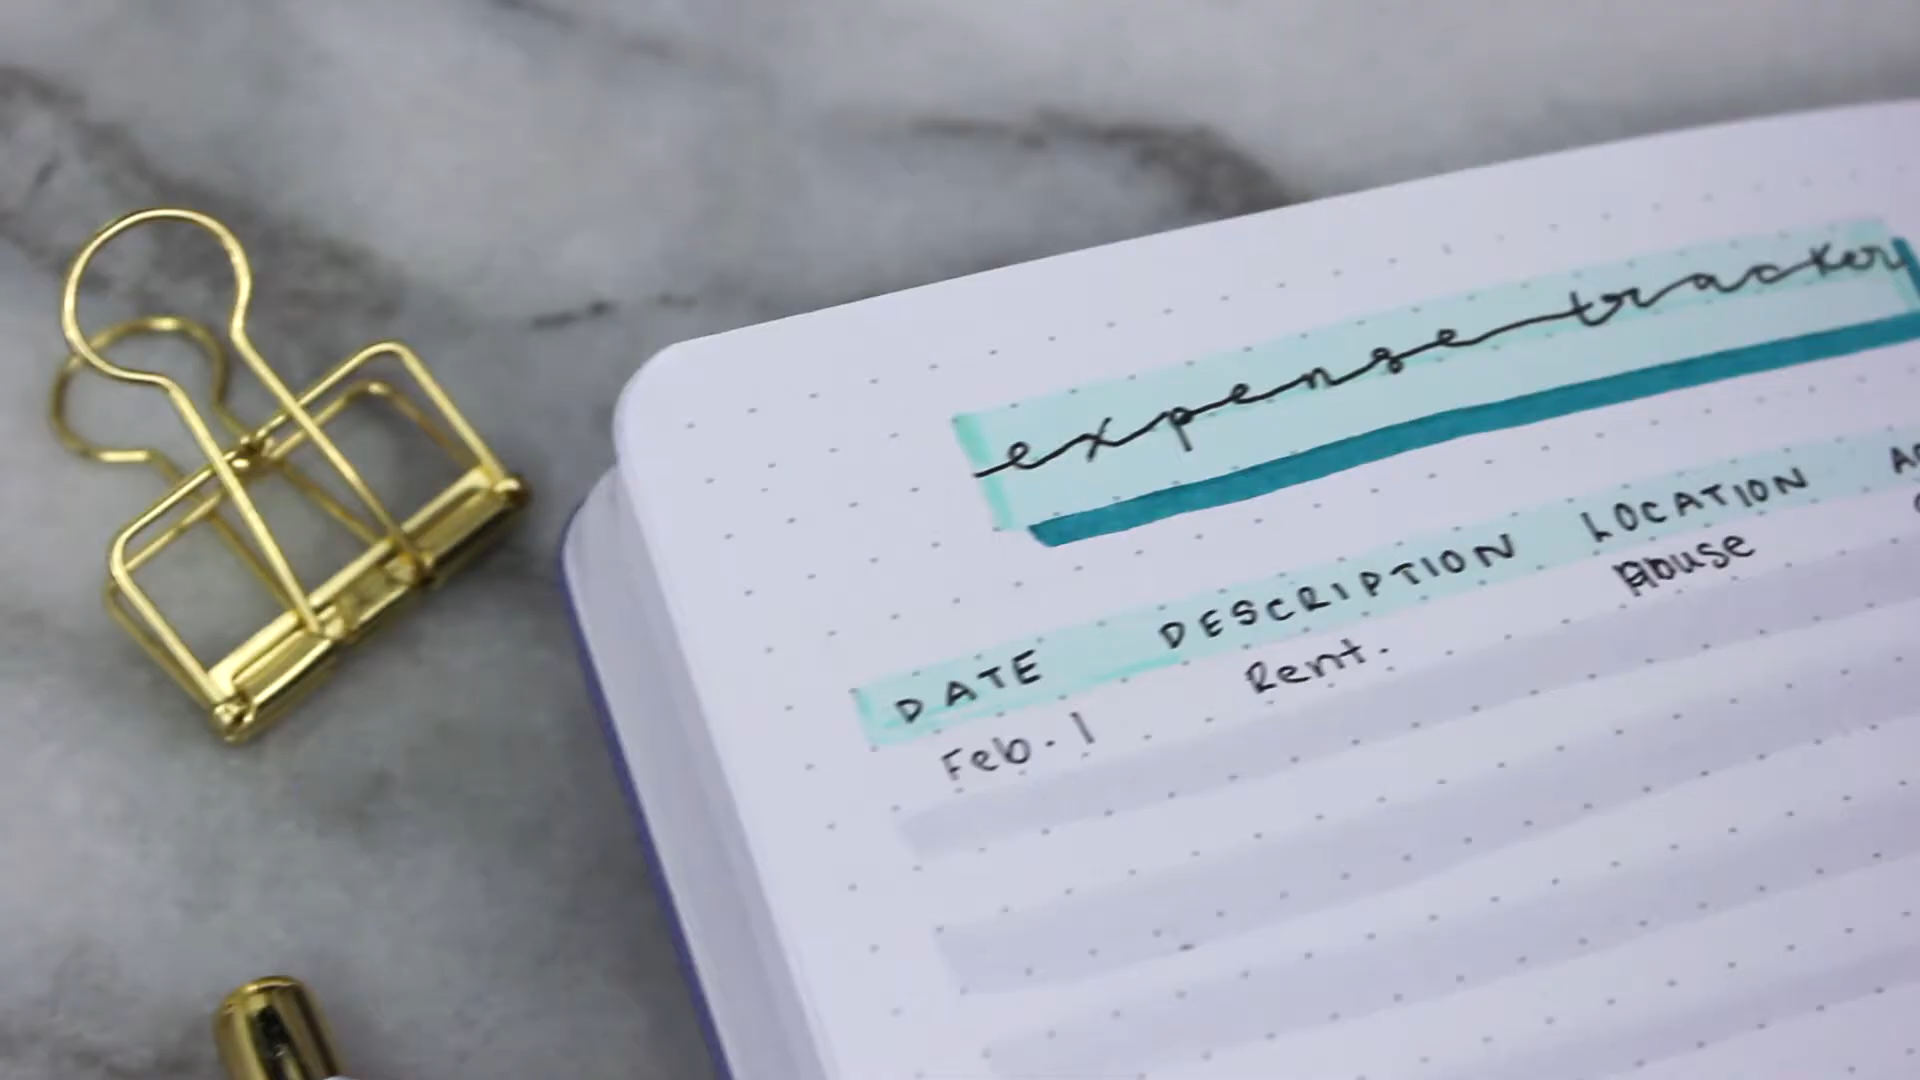 expense tracker
DATE DESCRIPTION LOCATION
Feb. 1 Rent. House